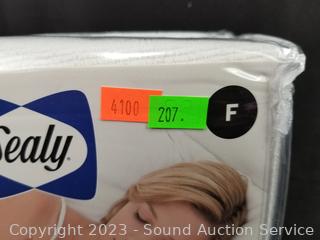 4100
207.
F
Sealy
Copyright 2023 - Sound Auction Service